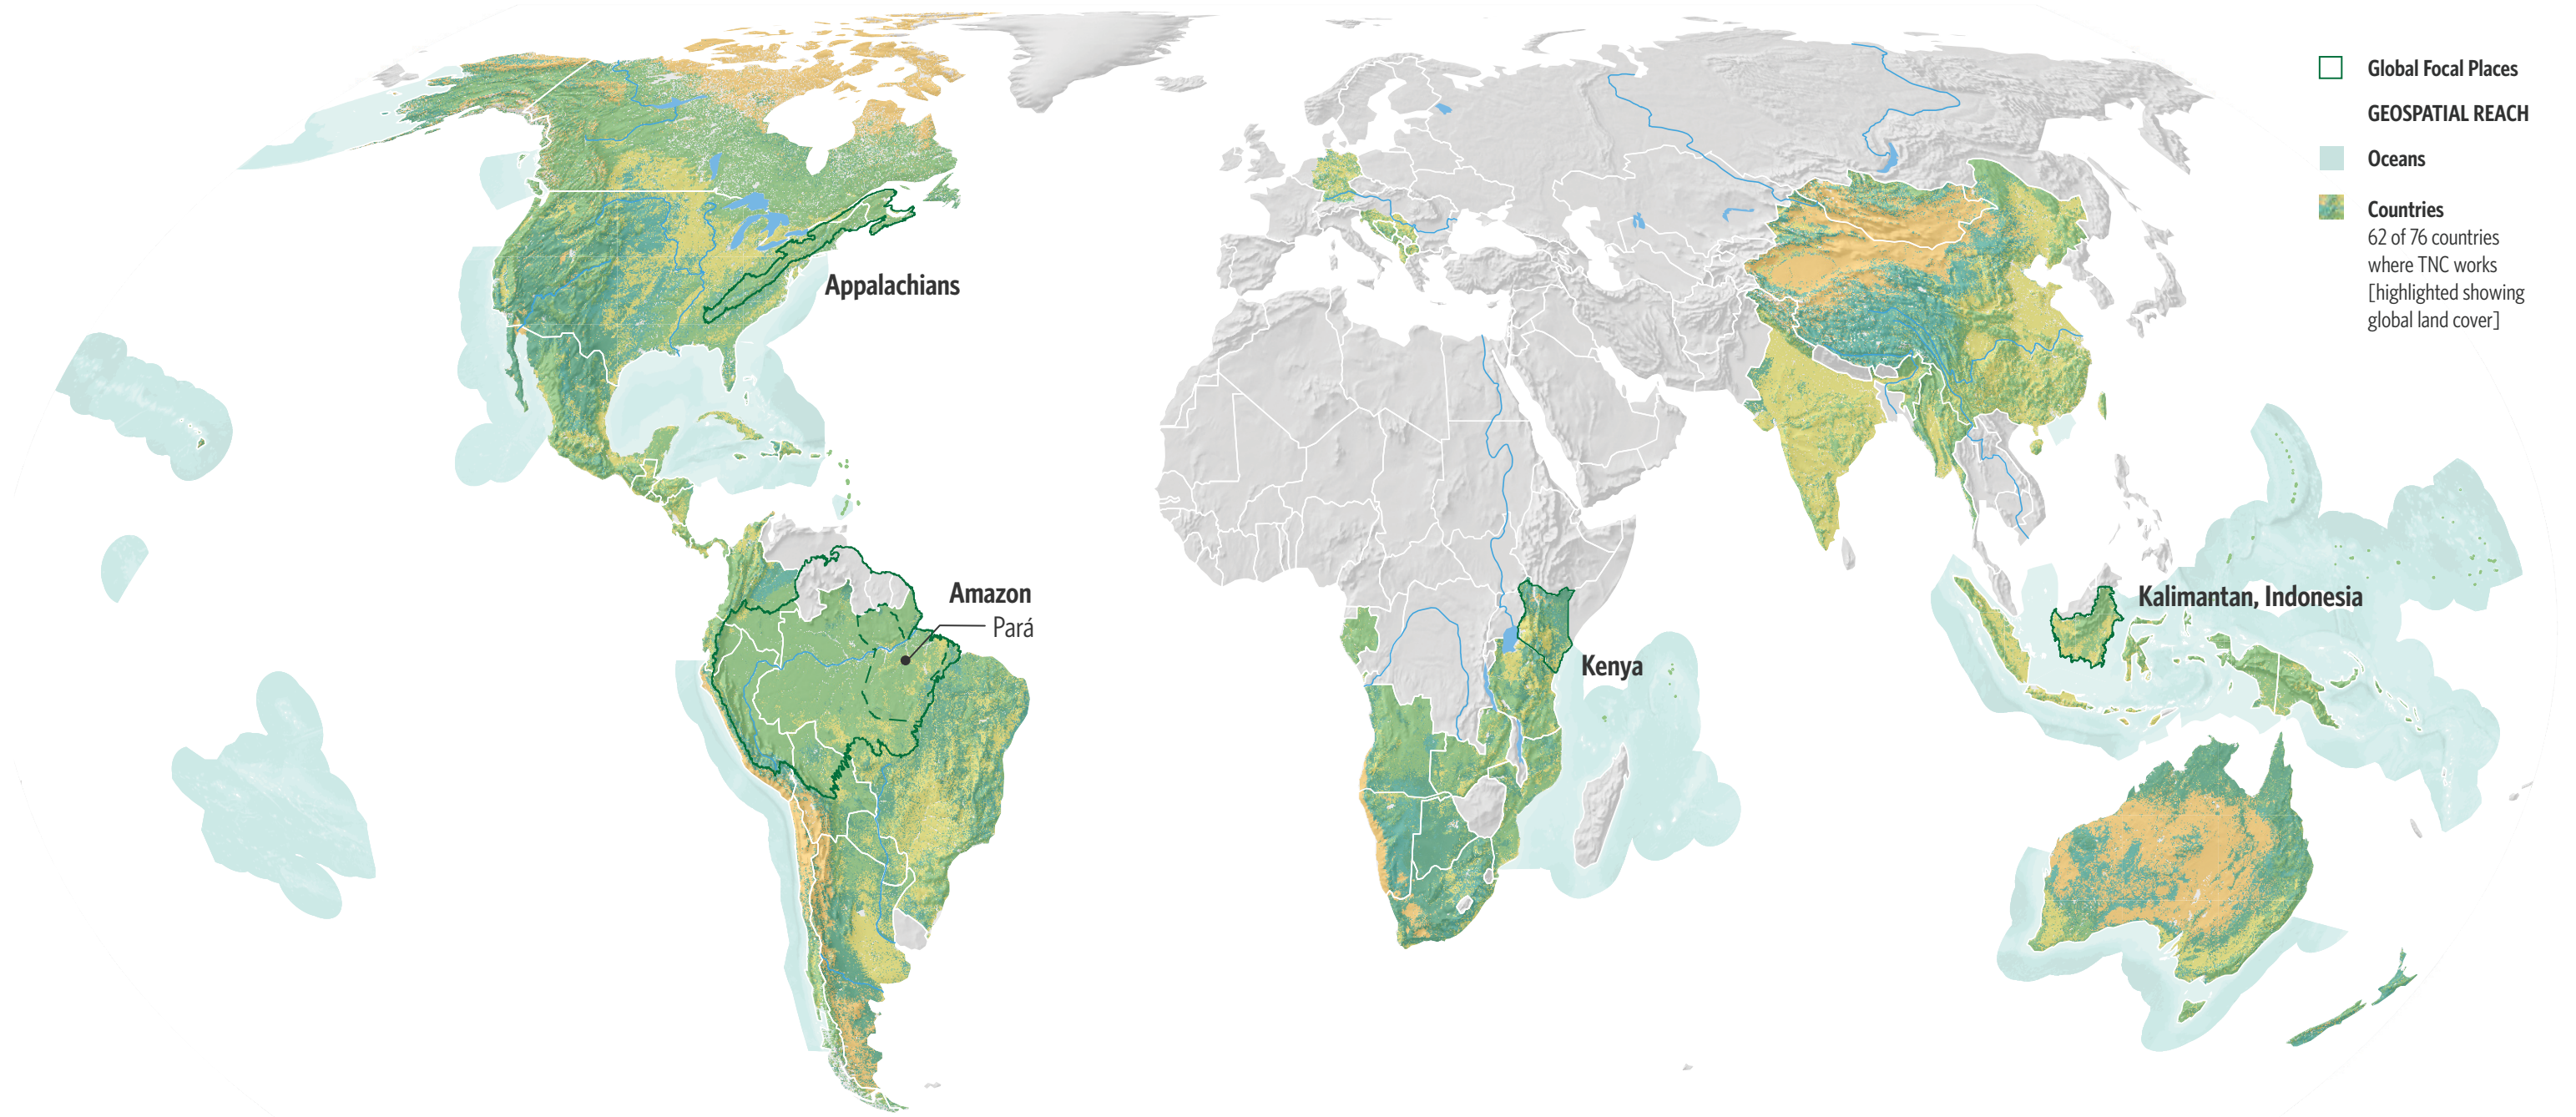 Global Focal Places
GEOSPATIAL REACH
Oceans
Countries
62 of 76 countries
where TNC works
[highlighted showing
global land cover]
Appalachians
Amazon
Pará
Kenya
Kalimantan, Indonesia